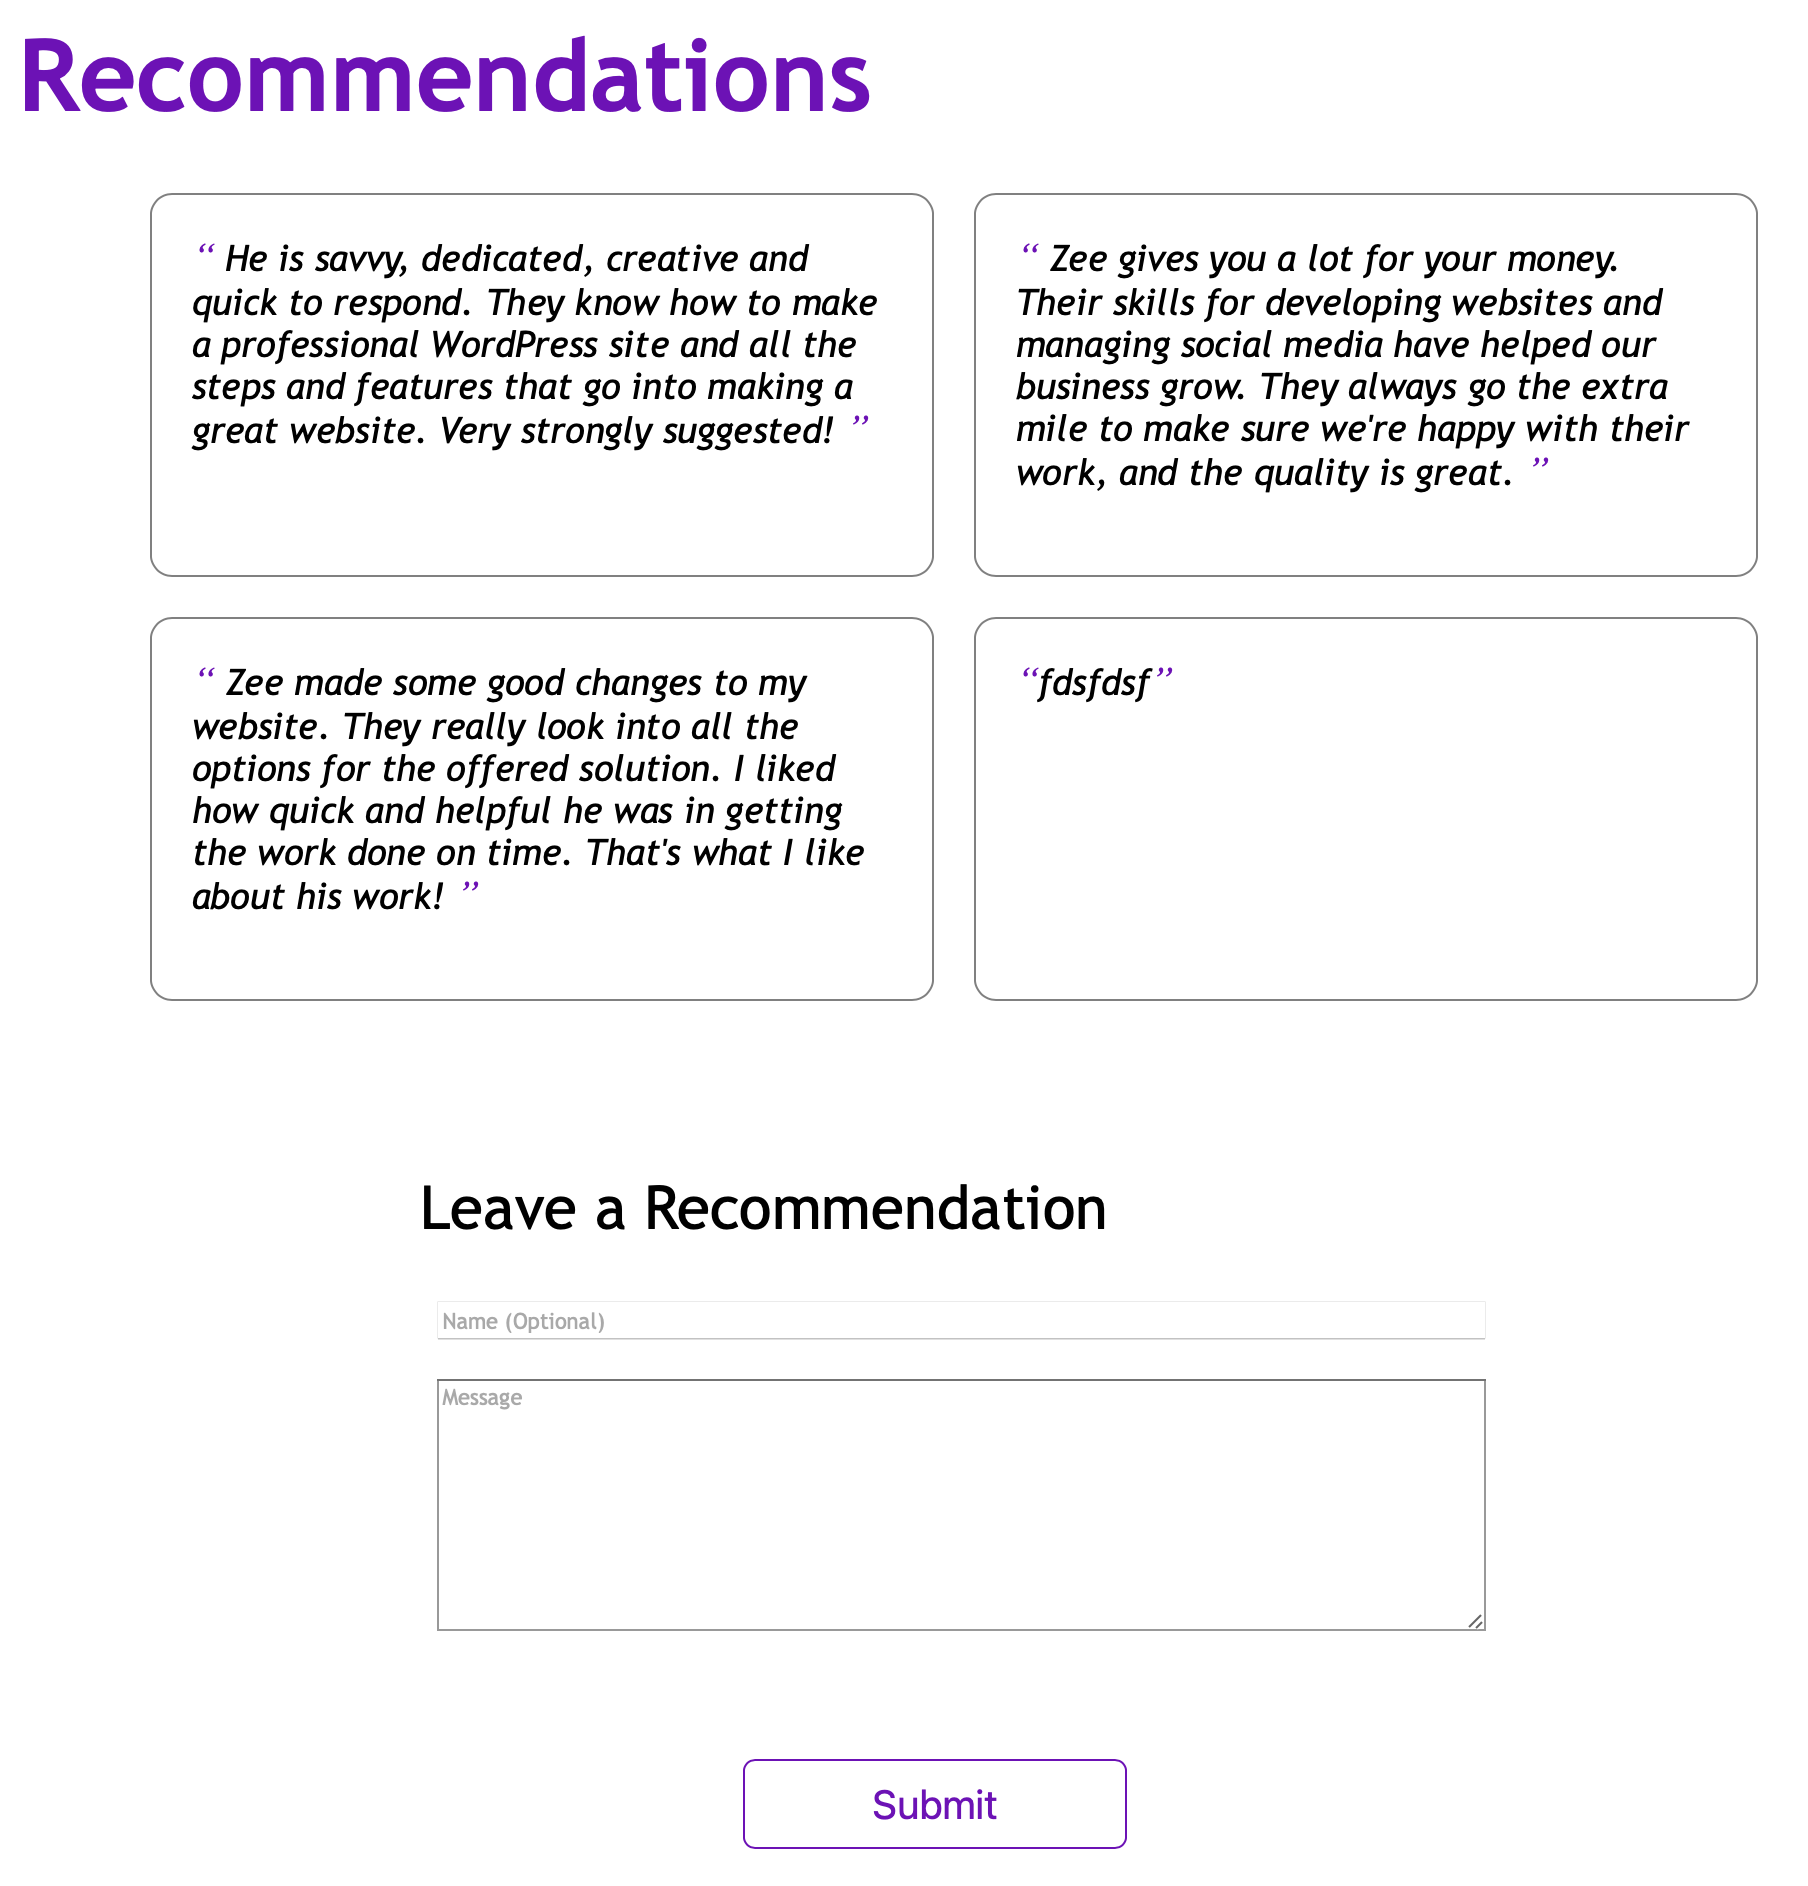 Recommendations
“ He is savvy, dedicated, creative and
quick to respond. They know how to make
a professional WordPress site and all the
steps and features that go into making a
great website. Very strongly suggested! ”
“ Zee gives you a lot for your money.
Their skills for developing websites and
managing social media have helped our
business grow. They always go the extra
mile to make sure we're happy with their
work, and the quality is great. ”
“ Zee made some good changes to my
website. They really look into all the
options for the offered solution. I liked
how quick and helpful he was in getting
the work done on time. That's what I like
about his work! ”
“fdsfdsf”
Leave a Recommendation
Name (Optional)
Message
Submit